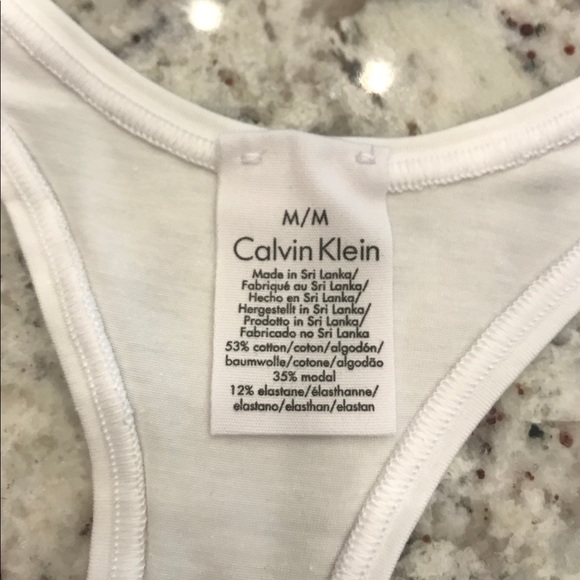 M/M
Calvin Klein
Made in Sri Lanka/
Fabriqué au Sri Lanka/
Hecho en Sri Lanka/
Hergestellt in Sri Lanka/
Prodotto in Sri Lanka/
Fabricado no Sri Lanka
53% cotton/coton/algodón/
baumwolle/cotone/algodão
35% modal
12% elastane/élasthanne/
elastano/elasthan/elastan